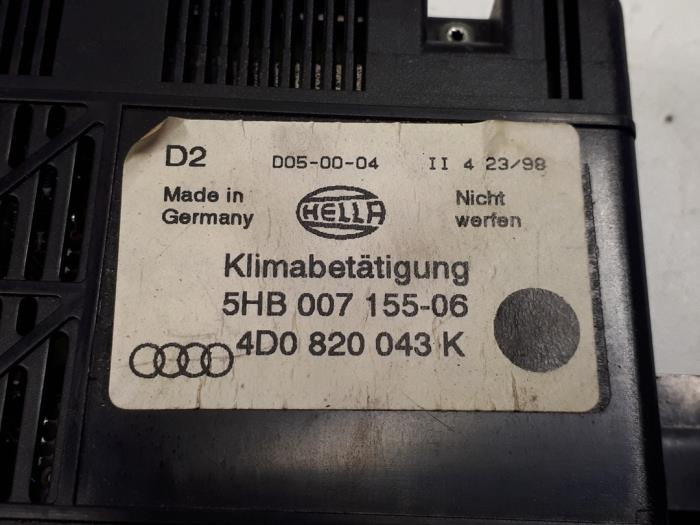 D2 D05-00-04 II 4 23/98
Made in
Germany
HELLA
Nicht
werfen
Klimabetätigung
5HB 007 155-06
4D0 820 043 K